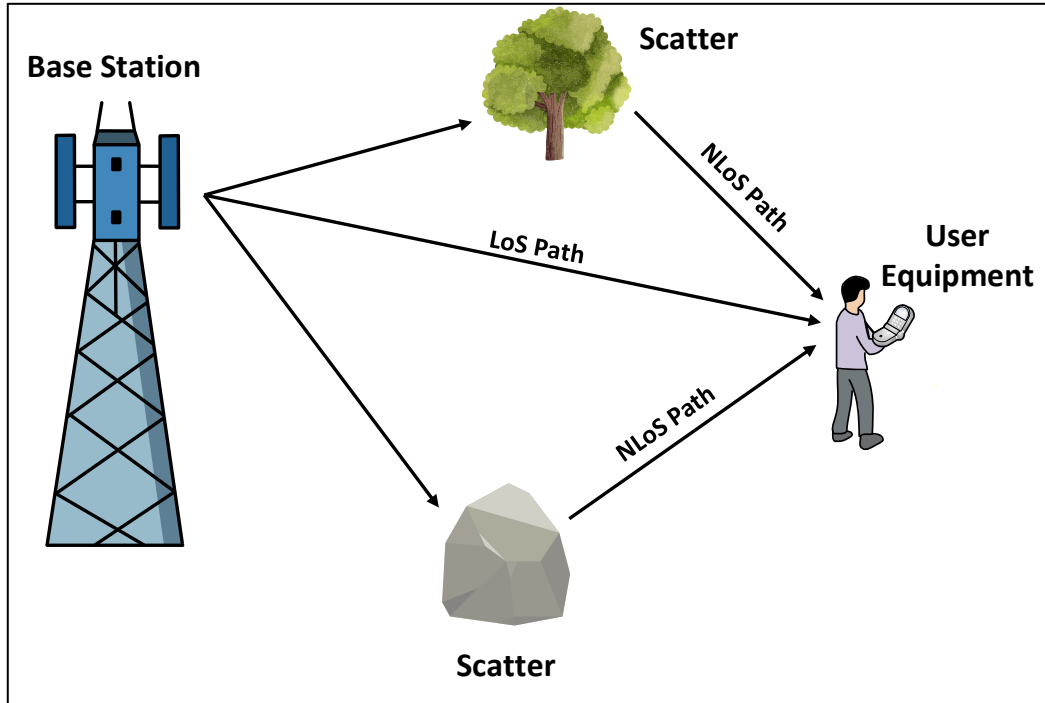 Scatter
Base Station
NLoS Path
LoS Path
User
Equipment
NLoS Path
Scatter